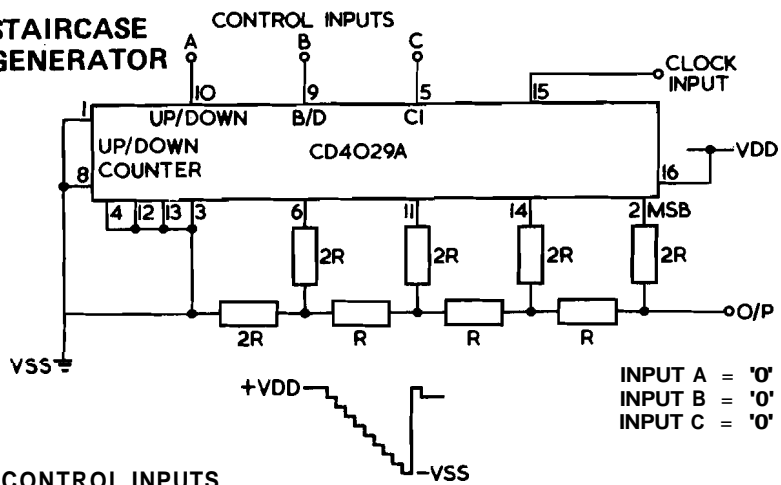 STAIRCASE
GENERATOR
CONTROL INPUTS
A B C
CLOCK
INPUT
10 9 5 15
1 UP/DOWN B/D CI
UP/DOWN
COUNTER
CD4029A
VDD
8 16
4 12 13 3 6 11 14 2 MSB
2R 2R 2R 2R
O/P
2R R R R
VSS
INPUT A = '0'
INPUT B = '0'
INPUT C = '0'
+VDD
-VSS
CONTROL INPUTS